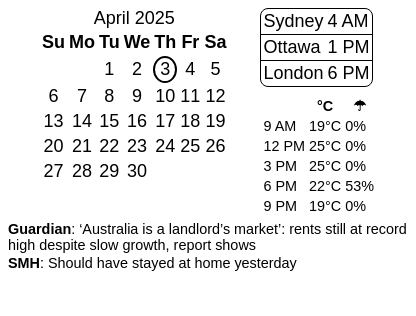 April 2025
Su Mo Tu We Th Fr Sa
1 2 3 4 5
6 7 8 9 10 11 12
13 14 15 16 17 18 19
20 21 22 23 24 25 26
27 28 29 30
Sydney 4 AM
Ottawa 1 PM
London 6 PM
°C ☂
9 AM 19°C 0%
12 PM 25°C 0%
3 PM 25°C 0%
6 PM 22°C 53%
9 PM 19°C 0%
Guardian: ‘Australia is a landlord’s market’: rents still at record
high despite slow growth, report shows
SMH: Should have stayed at home yesterday